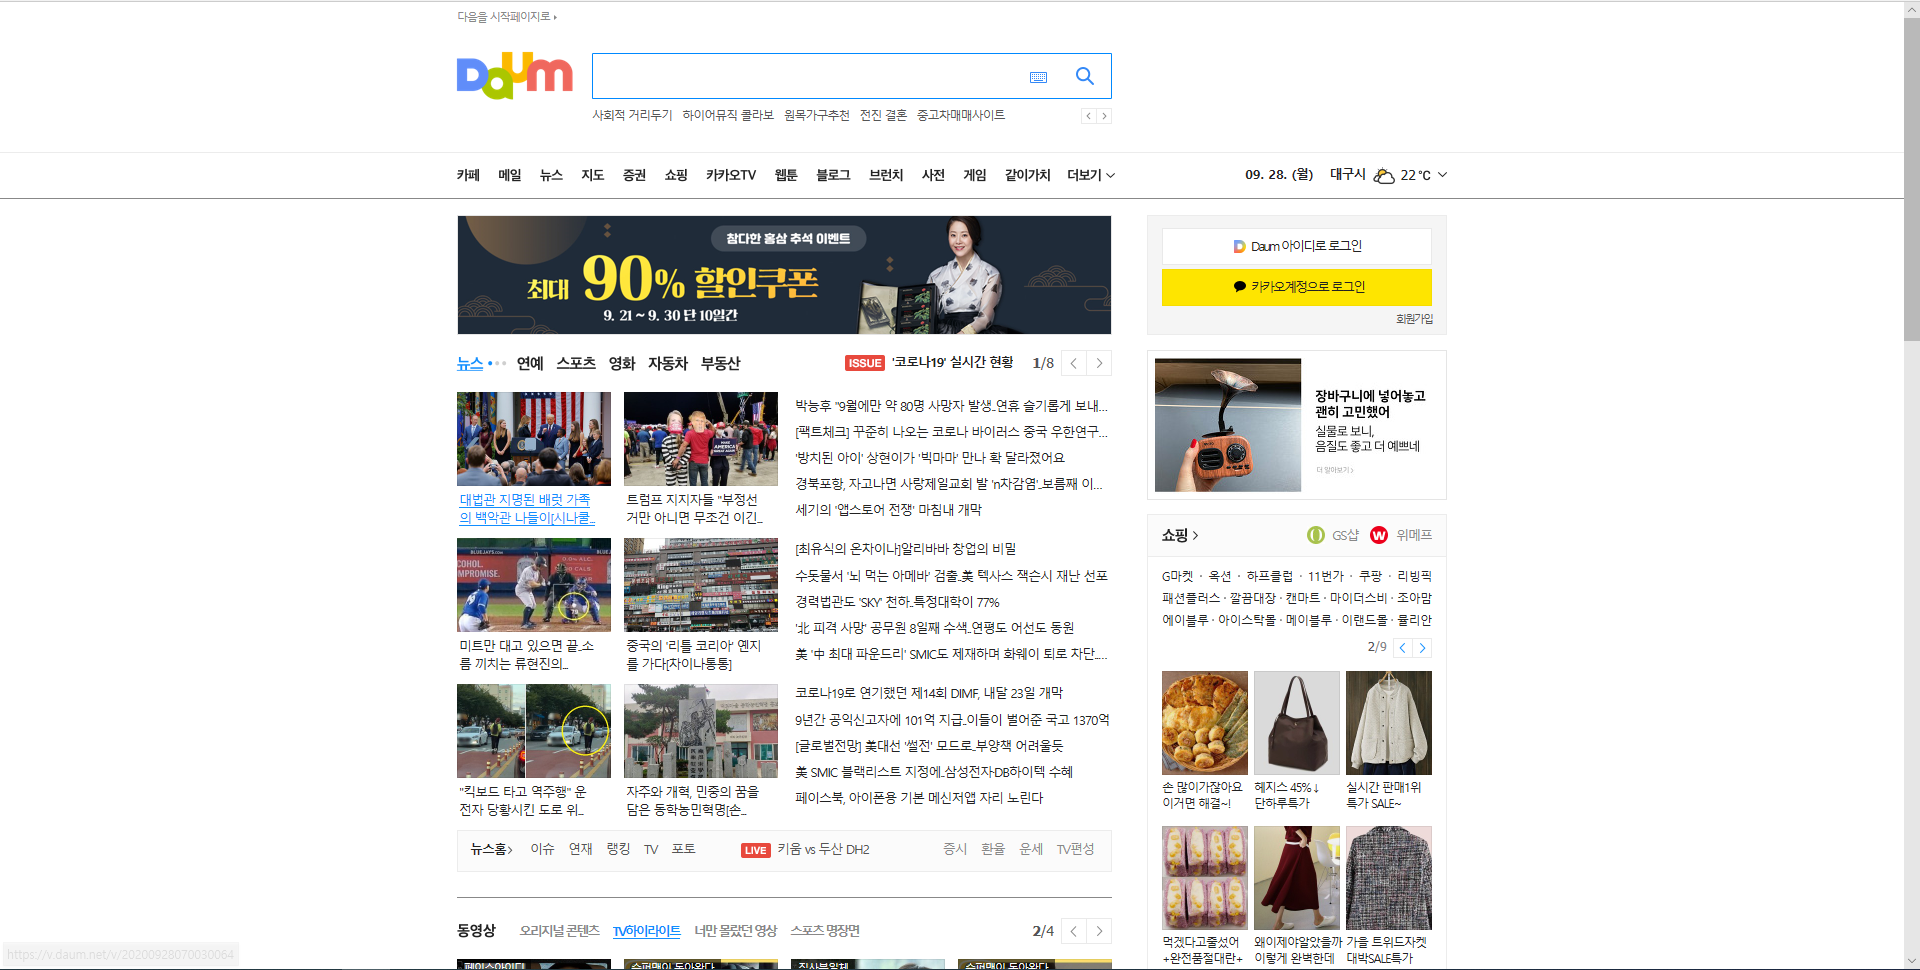 다음을 시작페이지로
Daum
사회적 거리두기 하이어뮤직 콜라보 원목가구추천 전진 결혼 중고차매매사이트
카페 메일 뉴스 지도 증권 쇼핑 카카오TV 웹툰 블로그 브런치 사전 게임 같이가치 더보기
09. 28. (월) 대구시 22℃
참다한 홍삼 추석 이벤트
최대 90% 할인쿠폰
9. 21 ~ 9. 30 단 10일간
Daum 아이디로 로그인
카카오계정으로 로그인
회원가입
뉴스 연예 스포츠 영화 자동차 부동산
ISSUE '코로나19' 실시간 현황 1/8
대법관 지명된 배럿 가족
의 백악관 나들이[시나쿨...
트럼프 지지자들 "부정선
거만 아니면 무조건 이긴...
BLUEJAYS.COM
미트만 대고 있으면 끝..소
름 끼치는 류현진의...
중국의 '리틀 코리아' 옌지
를 가다[차이나통통]
"킥보드 타고 역주행" 운
전자 당황시킨 도로 위...
자주와 개혁, 민중의 꿈을
담은 동학농민혁명[손...
박능후 "9월에만 약 80명 사망자 발생..연휴 슬기롭게 보내...
[팩트체크] 꾸준히 나오는 코로나 바이러스 중국 우한연구...
'방치된 아이' 상현이가 '빅마마' 만나 확 달라졌어요
경북포항, 자고나면 사랑제일교회 발 'n차감염'..보름째 이...
세기의 '앱스토어 전쟁' 마침내 개막
[최유식의 온차이나]알리바바 창업의 비밀
수돗물서 '뇌 먹는 아메바' 검출..美 텍사스 잭슨시 재난 선포
경력법관도 'SKY' 천하..특정대학이 77%
'北 피격 사망' 공무원 8일째 수색..연평도 어선도 동원
美 '中 최대 파운드리' SMIC도 제재하며 화웨이 퇴로 차단...
코로나19로 연기했던 제14회 DIMF, 내달 23일 개막
9년간 공익신고자에 101억 지급..이들이 벌어준 국고 1370억
[글로벌전망] 美대선 '썰전' 모드로..부양책 어려울듯
美 SMIC 블랙리스트 지정에..삼성전자·DB하이텍 수혜
페이스북, 아이폰용 기본 메신저앱 자리 노린다
뉴스홈 이슈 연재 랭킹 TV 포토
LIVE 키움 vs 두산 DH2
증시 환율 운세 TV편성
동영상 오리지널 콘텐츠 TV하이라이트 너만 몰랐던 영상 스포츠 명장면 2/4
장바구니에 넣어놓고
괜히 고민했어
실물로 보니,
음질도 좋고 더 예쁘네
더 알아보기
쇼핑 GS샵 위메프
G마켓 · 옥션 · 하프클럽 · 11번가 · 쿠팡 · 리빙픽
패션플러스 · 깔끔대장 · 캔마트 · 마이더스비 · 조아맘
에이블루 · 아이스탁몰 · 메이블루 · 이랜드몰 · 률리안
2/9
손 많이가잖아요
이거면 해결~!
헤지스 45%↓
단하루특가
실시간 판매1위
특가 SALE~
먹겠다고줄섰어
+완전품절대란+
왜이제야알았을까
이렇게 완벽한데
가을 트위드자켓
대박SALE특가
https://v.daum.net/v/20200928070030064